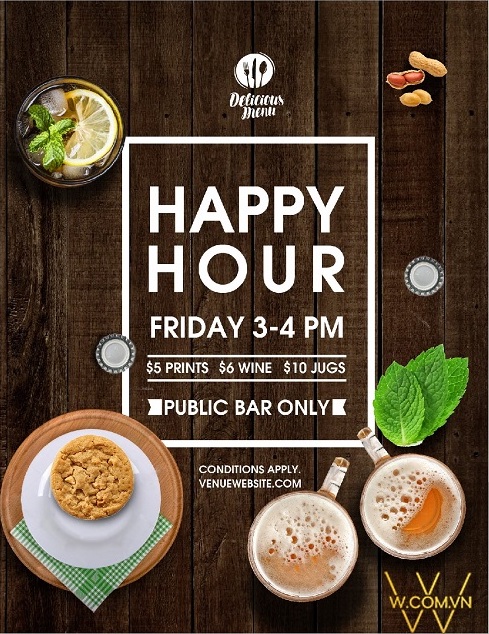 Delicious
menu
HAPPY
HOUR
FRIDAY 3-4 PM
$5 PRINTS $6 WINE $10 JUGS
PUBLIC BAR ONLY
CONDITIONS APPLY.
VENUEWEBSITE.COM
W.COM.VN